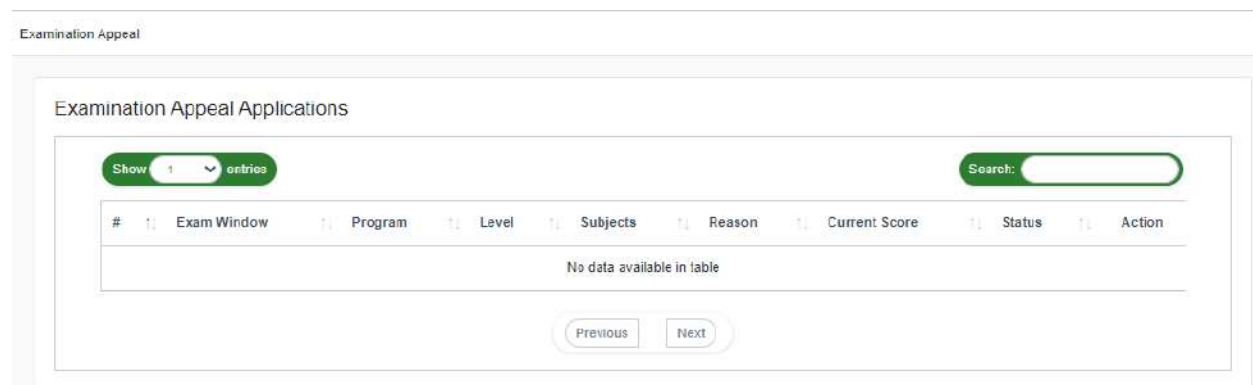 Examination Appeal
Examination Appeal Applications
Show 1 entries Search:
# Exam Window Program Level Subjects Reason Current Score Status Action
No data available in table
Previous Next